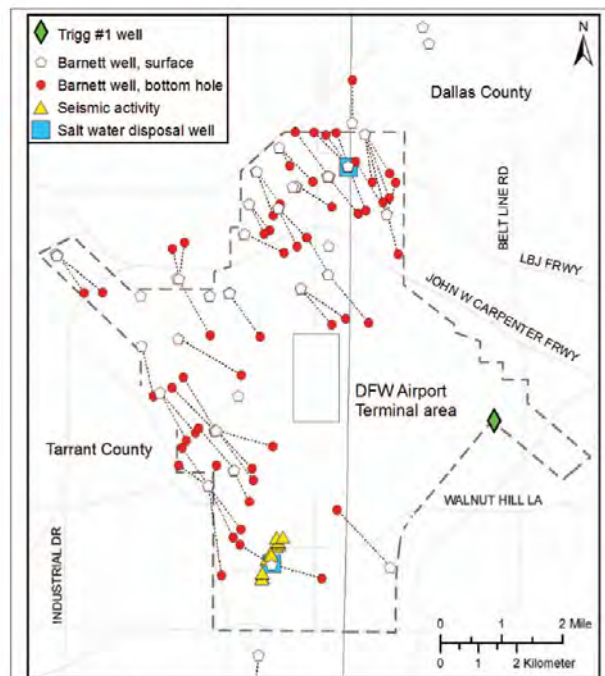 Trigg #1 well
Barnett well, surface
Barnett well, bottom hole
Seismic activity
Salt water disposal well
N
Dallas County
BELT LINE RD
LBJ FRWY
JOHN W CARPENTER FRWY
DFW Airport
Terminal area
Tarrant County
WALNUT HILL LA
INDUSTRIAL DR
0 1 2 Mile
0 1 2 Kilometer